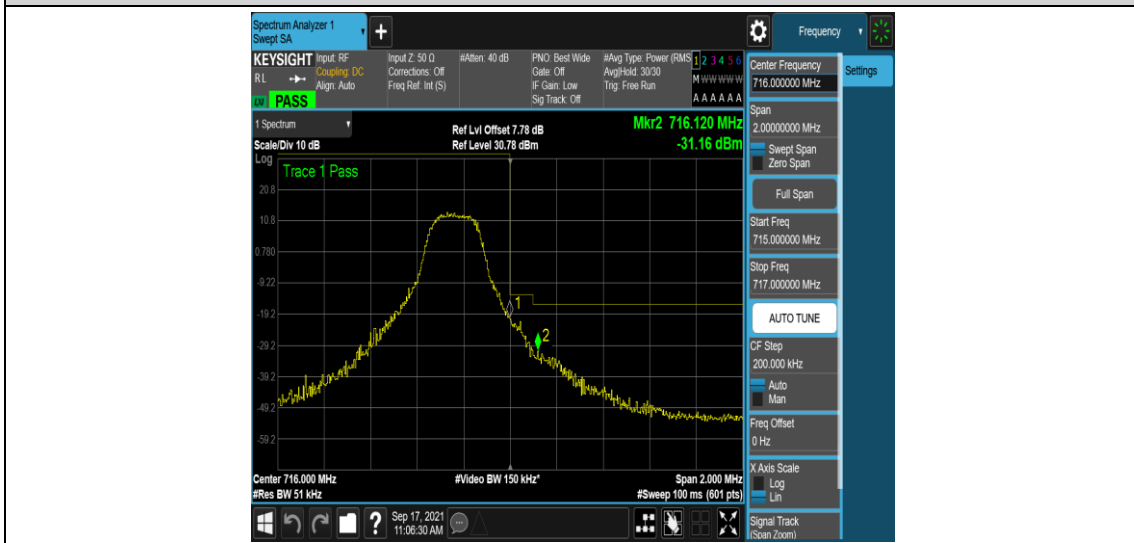 Spectrum Analyzer 1
Swept SA
+
Frequency
KEYSIGHT
RL
LXI
PASS
Input: RF
Coupling: DC
Align: Auto
Input Z: 50 Ω
Corrections: Off
Freq Ref: Int (S)
#Atten: 40 dB
PNO: Best Wide
Gate: Off
IF Gain: Low
Sig Track: Off
#Avg Type: Power (RMS
Avg|Hold: 30/30
Trig: Free Run
1 2 3 4 5 6
M W W W W W
A A A A A A
1 Spectrum
Scale/Div 10 dB
Ref Lvl Offset 7.78 dB
Ref Level 30.78 dBm
Mkr2 716.120 MHz
-31.16 dBm
Log
Trace 1 Pass
20.8
10.8
0.780
-9.22
-19.2
-29.2
-39.2
-49.2
-59.2
1
2
Center 716.000 MHz
#Res BW 51 kHz
#Video BW 150 kHz*
Span 2.000 MHz
#Sweep 100 ms (601 pts)
Center Frequency
716.000000 MHz
Settings
Span
2.00000000 MHz
Swept Span
Zero Span
Full Span
Start Freq
715.000000 MHz
Stop Freq
717.000000 MHz
AUTO TUNE
CF Step
200.000 kHz
Auto
Man
Freq Offset
0 Hz
X Axis Scale
Log
Lin
Signal Track
(Span Zoom)
?
Sep 17, 2021
11:06:30 AM